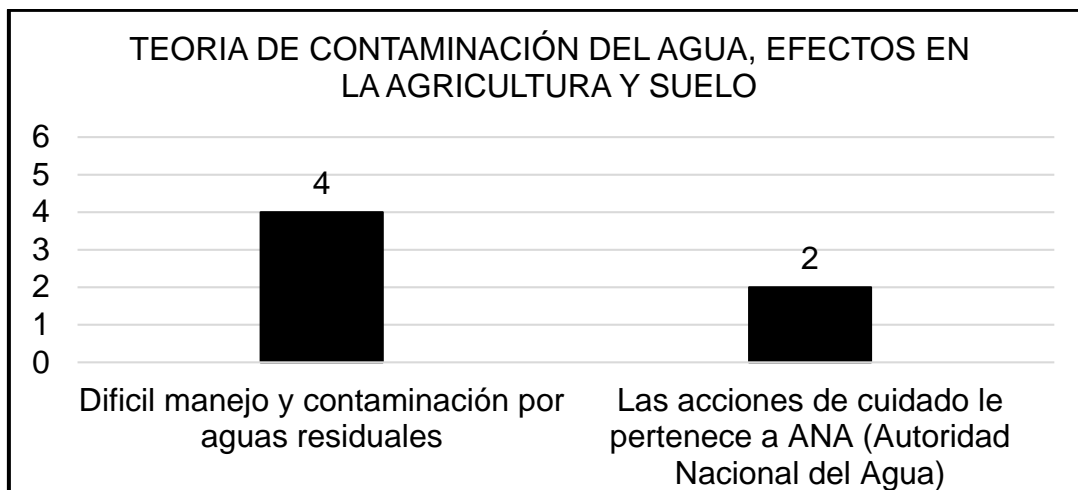 TEORIA DE CONTAMINACIÓN DEL AGUA, EFECTOS EN
LA AGRICULTURA Y SUELO
6
5
4
3
2
1
0
4
2
Dificil manejo y contaminación por
aguas residuales
Las acciones de cuidado le
pertenece a ANA (Autoridad
Nacional del Agua)